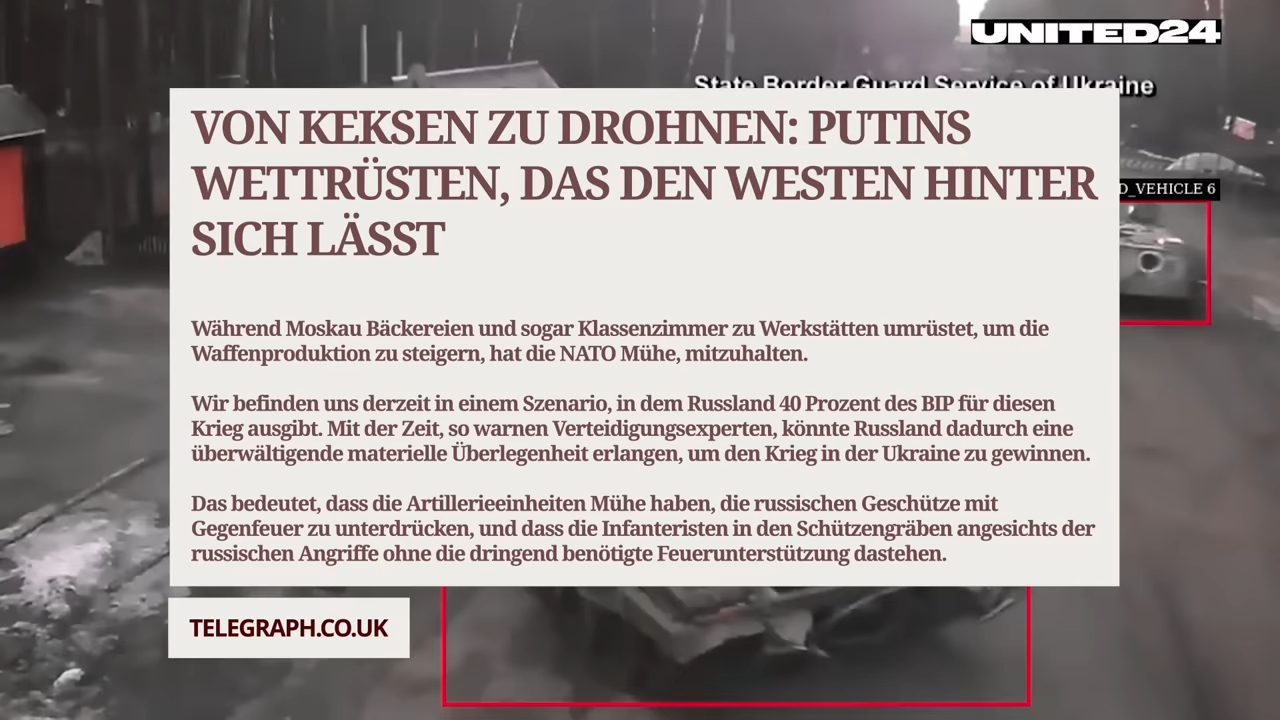 UNITED24
State Border Guard Service of Ukraine
VON KEKSEN ZU DROHNEN: PUTINS
WETTRÜSTEN, DAS DEN WESTEN HINTER
SICH LÄSST
D_VEHICLE 6
Während Moskau Bäckereien und sogar Klassenzimmer zu Werkstätten umrüstet, um die
Waffenproduktion zu steigern, hat die NATO Mühe, mitzuhalten.
Wir befinden uns derzeit in einem Szenario, in dem Russland 40 Prozent des BIP für diesen
Krieg ausgibt. Mit der Zeit, so warnen Verteidigungsexperten, könnte Russland dadurch eine
überwältigende materielle Überlegenheit erlangen, um den Krieg in der Ukraine zu gewinnen.
Das bedeutet, dass die Artillerieeinheiten Mühe haben, die russischen Geschütze mit
Gegenfeuer zu unterdrücken, und dass die Infanteristen in den Schützengräben angesichts der
russischen Angriffe ohne die dringend benötigte Feuerunterstützung dastehen.
TELEGRAPH.CO.UK